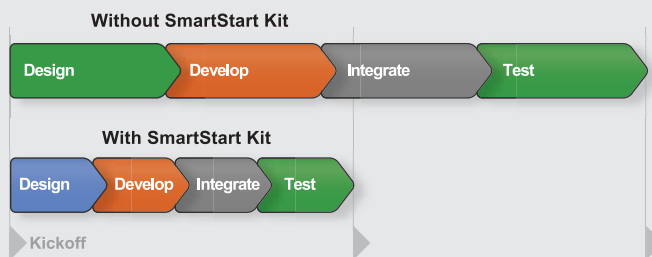 Without SmartStart Kit
Design Develop Integrate Test
With SmartStart Kit
Design Develop Integrate Test
Kickoff